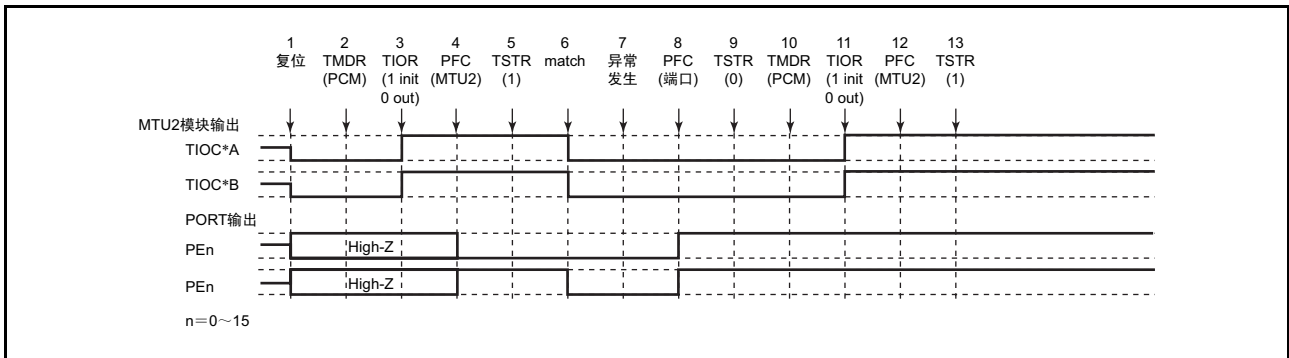 1 2 3 4 5 6 7 8 9 10 11 12 13
复位 TMDR TIOR PFC TSTR match 异常 PFC TSTR TMDR TIOR PFC TSTR
(PCM) (1 init (MTU2) (1) 发生 (端口) (0) (PCM) (1 init (MTU2) (1)
0 out) 0 out)
MTU2模块输出
TIOC*A
TIOC*B
PORT输出
PEn High-Z
PEn High-Z
n=0～15